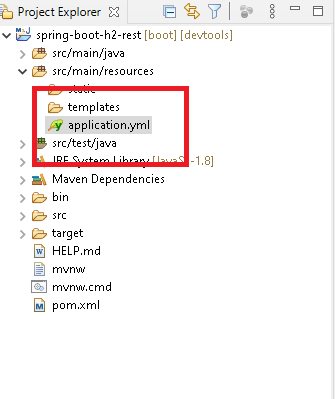 Project Explorer
spring-boot-h2-rest [boot] [devtools]
src/main/java
src/main/resources
static
templates
application.yml
src/test/java
JRE System Library [JavaSE-1.8]
Maven Dependencies
bin
src
target
HELP.md
mvnw
mvnw.cmd
pom.xml